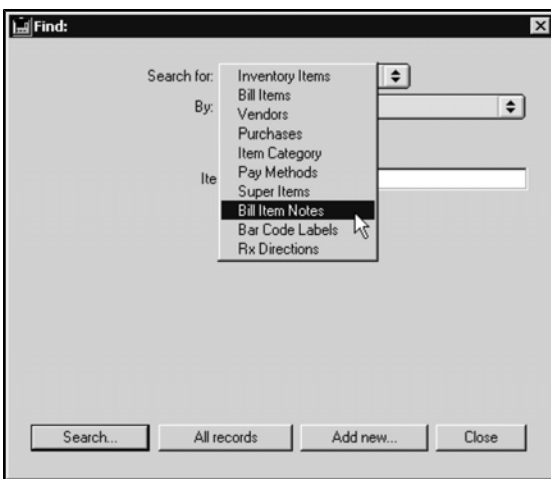 Find:
Search for: Inventory Items
Bill Items
By: Vendors
Purchases
Item Category
Ite Pay Methods
Super Items
Bill Item Notes
Bar Code Labels
Rx Directions
Search... All records Add new... Close